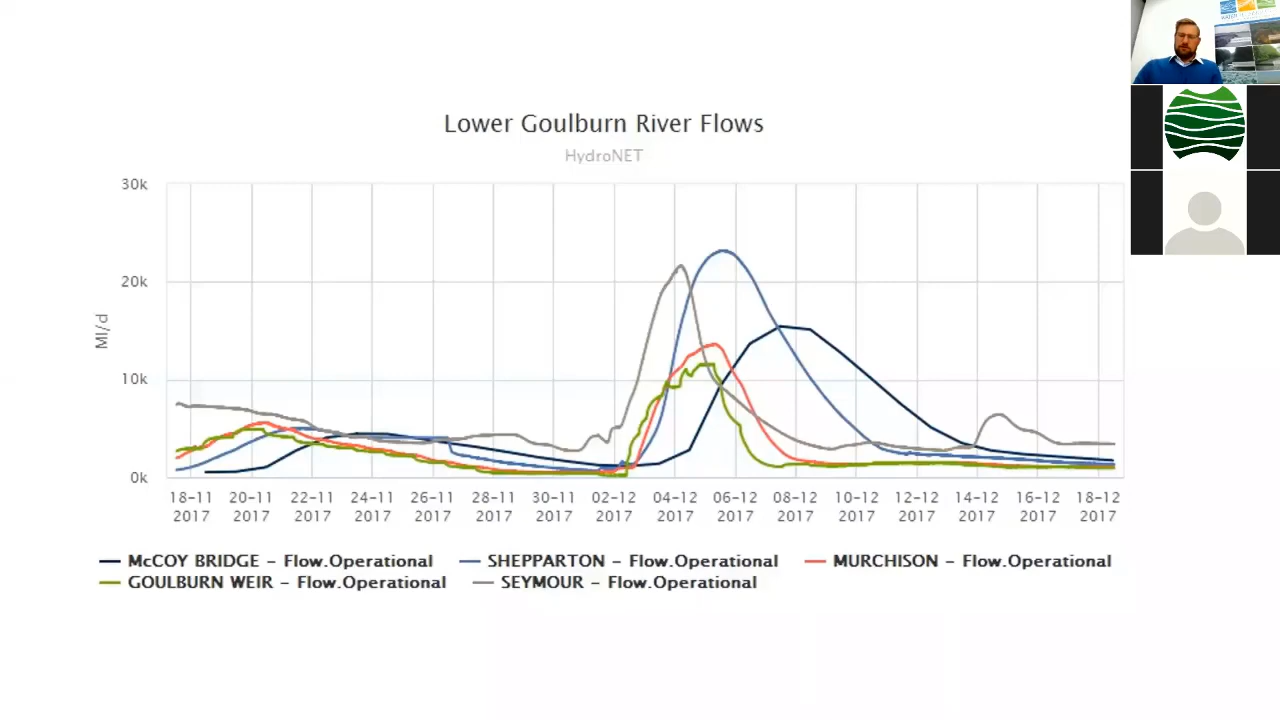 Lower Goulburn River Flows
HydroNET
30k
20k
10k
0k
Ml/d
18-11 20-11 22-11 24-11 26-11 28-11 30-11 02-12 04-12 06-12 08-12 10-12 12-12 14-12 16-12 18-12
2017 2017 2017 2017 2017 2017 2017 2017 2017 2017 2017 2017 2017 2017 2017 2017
McCOY BRIDGE - Flow.Operational SHEPPARTON - Flow.Operational MURCHISON - Flow.Operational
GOULBURN WEIR - Flow.Operational SEYMOUR - Flow.Operational